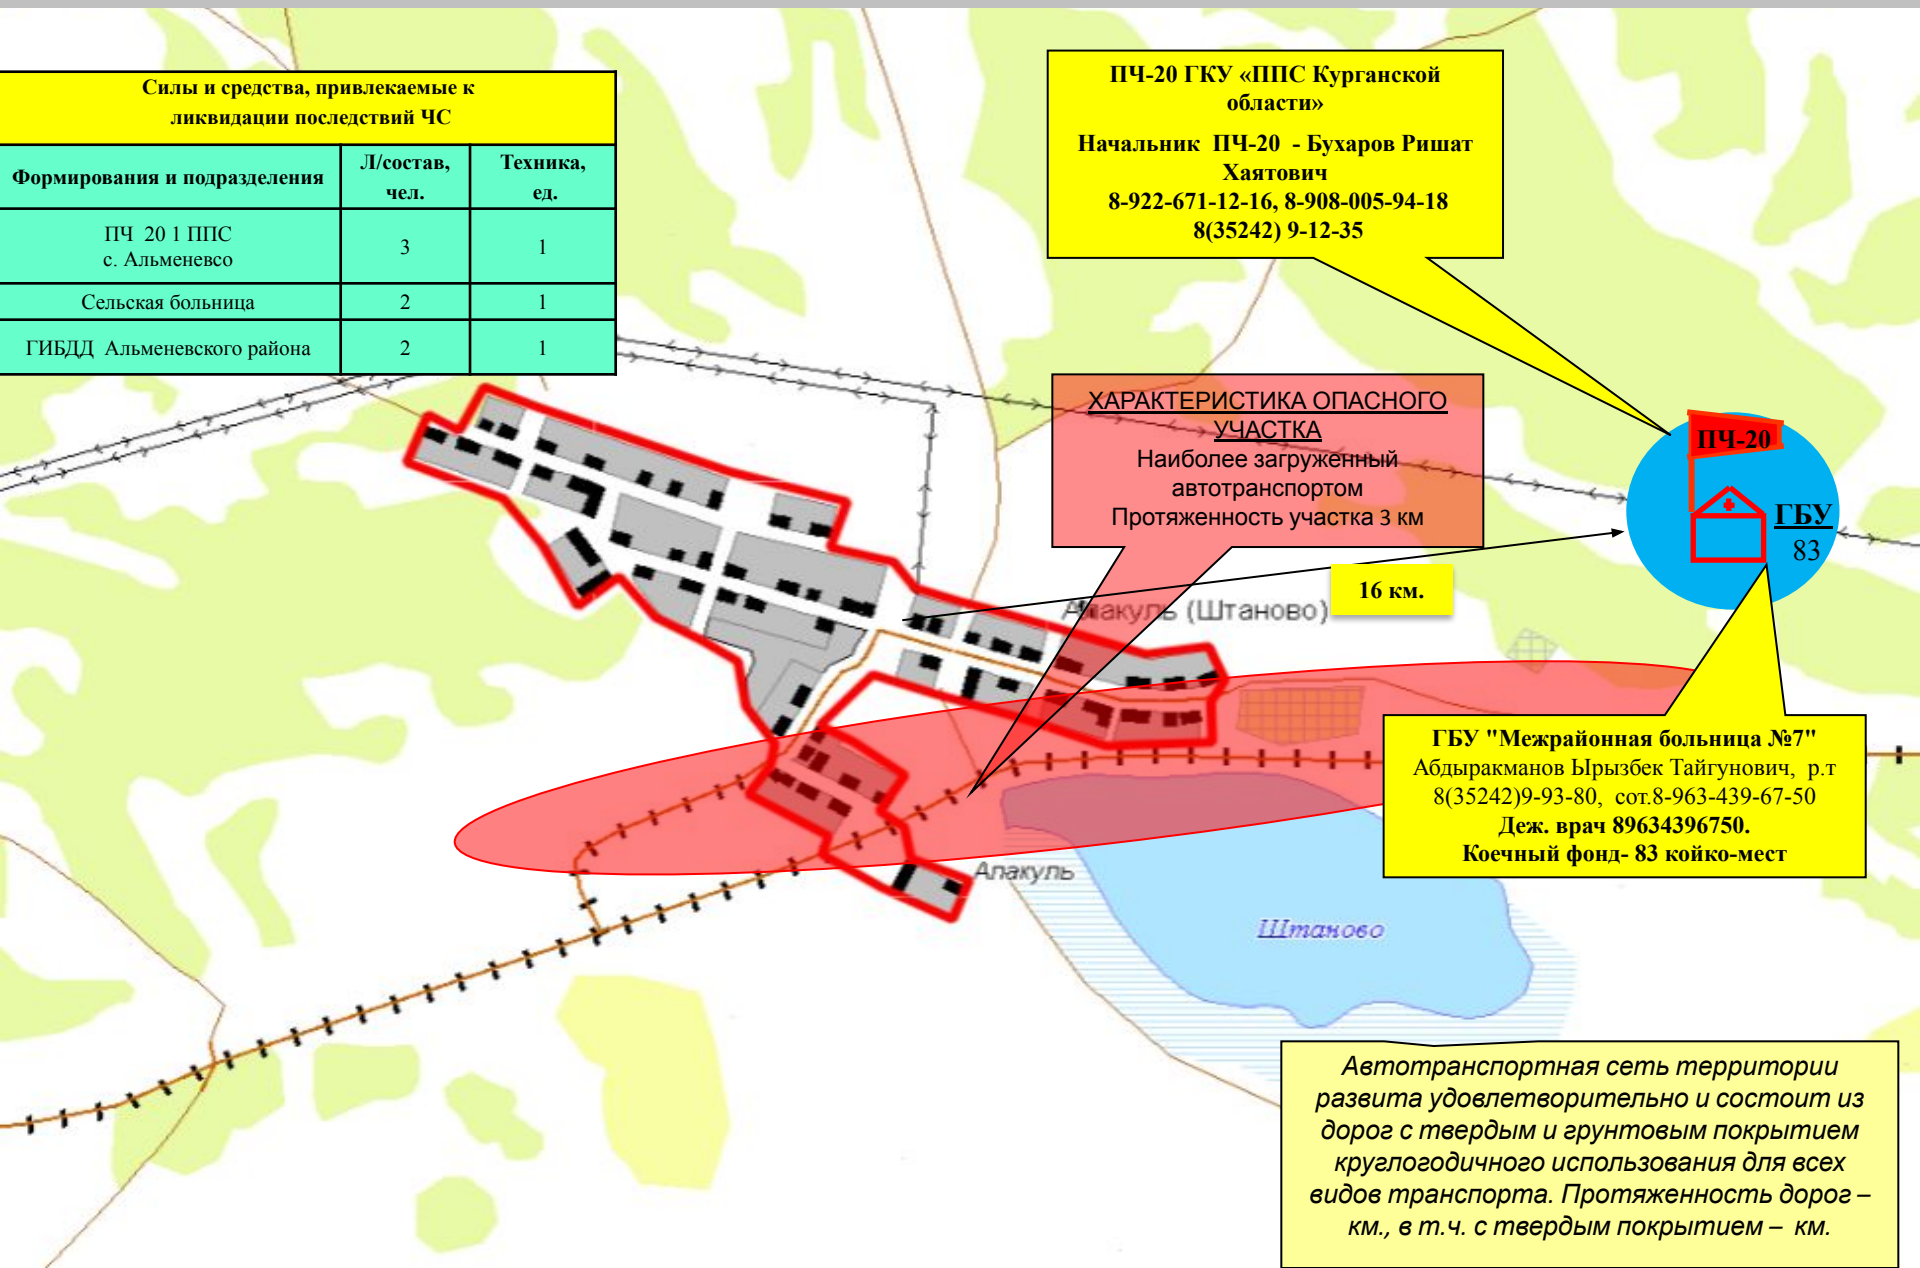 Силы и средства, привлекаемые к
ликвидации последствий ЧС
Формирования и подразделения
Л/состав,
чел.
Техника,
ед.
ПЧ 20 1 ППС
с. Альменевсо
3
1
Сельская больница
2
1
ГИБДД Альменевского района
2
1
ПЧ-20 ГКУ «ППС Курганской
области»
Начальник ПЧ-20 - Бухаров Ришат
Хаятович
8-922-671-12-16, 8-908-005-94-18
8(35242) 9-12-35
ХАРАКТЕРИСТИКА ОПАСНОГО
УЧАСТКА
Наиболее загруженный
автотранспортом
Протяженность участка 3 км
ПЧ-20
ГБУ
83
16 км.
Алакуль (Штаново)
ГБУ "Межрайонная больница №7"
Абдыракманов Ырызбек Тайгунович, р.т
8(35242)9-93-80, сот.8-963-439-67-50
Деж. врач 89634396750.
Коечный фонд- 83 койко-мест
Алакуль
Штаново
Автотранспортная сеть территории
развита удовлетворительно и состоит из
дорог с твердым и грунтовым покрытием
круглогодичного использования для всех
видов транспорта. Протяженность дорог –
км., в т.ч. с твердым покрытием – км.